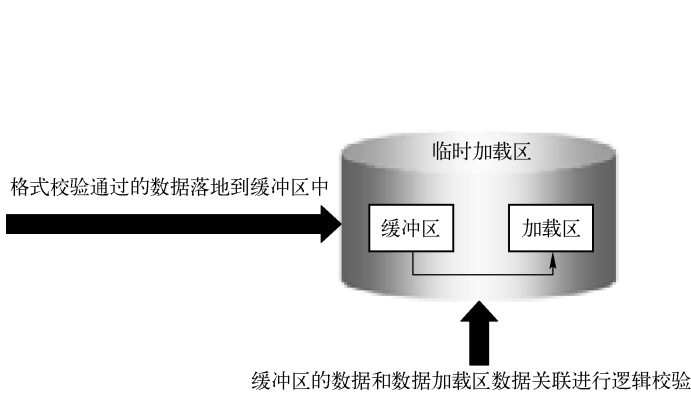 临时加载区
格式校验通过的数据落地到缓冲区中
缓冲区
加载区
缓冲区的数据和数据加载区数据关联进行逻辑校验